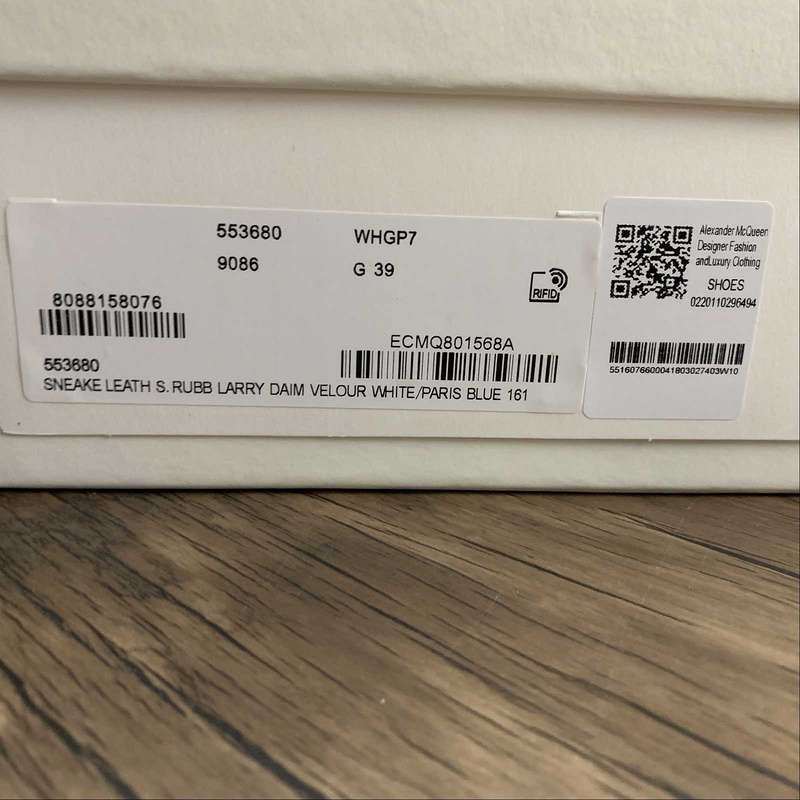 553680 WHGP7
9086 G 39
RFID
8088158076
ECMQ801568A
553680
SNEAKE LEATH S. RUBB LARRY DAIM VELOUR WHITE/PARIS BLUE 161
Alexander McQueen
Designer Fashion
andLuxury Clothing
SHOES
0220110296494
5516076600041803027403W10